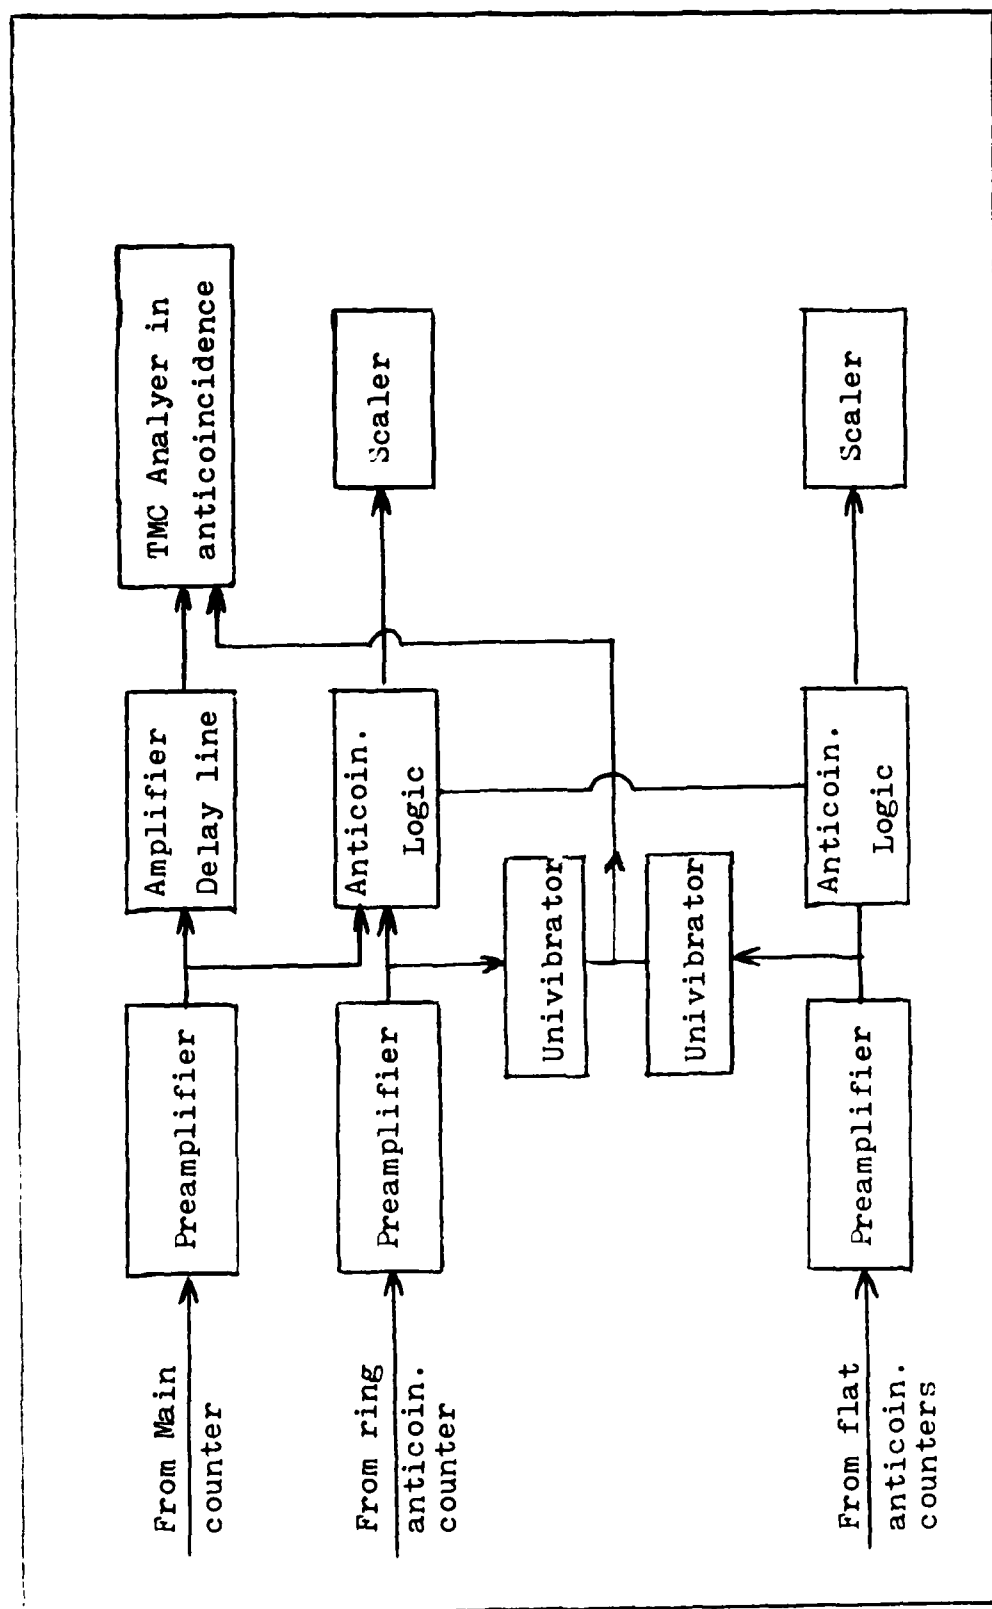 From Main
counter
Preamplifier
Amplifier
Delay line
TMC Analyer in
anticoincidence
From ring
anticoin.
counter
Preamplifier
Anticoin.
Logic
Scaler
Univibrator
Univibrator
From flat
anticoin.
counters
Preamplifier
Anticoin.
Logic
Scaler